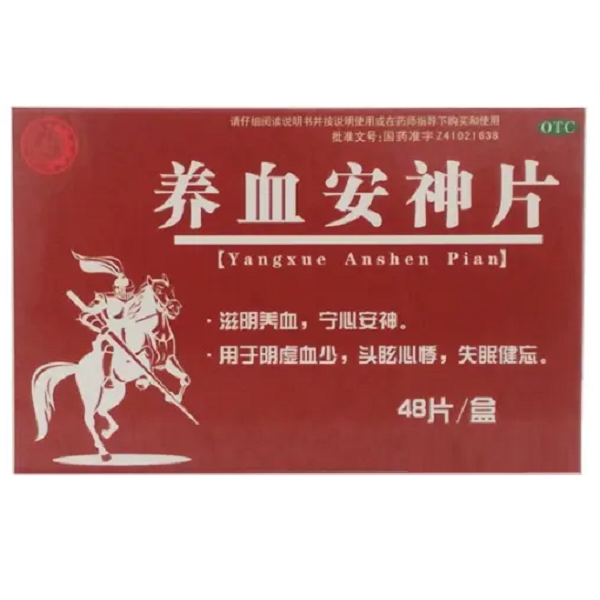 请仔细阅读说明书并按说明使用或在药师指导下购买和使用
批准文号:国药准字Z41021638
OTC
养血安神片
【Yangxue Anshen Pian】
·滋阴养血,宁心安神。
·用于阴虚血少,头眩心悸,失眠健忘。
48片/盒